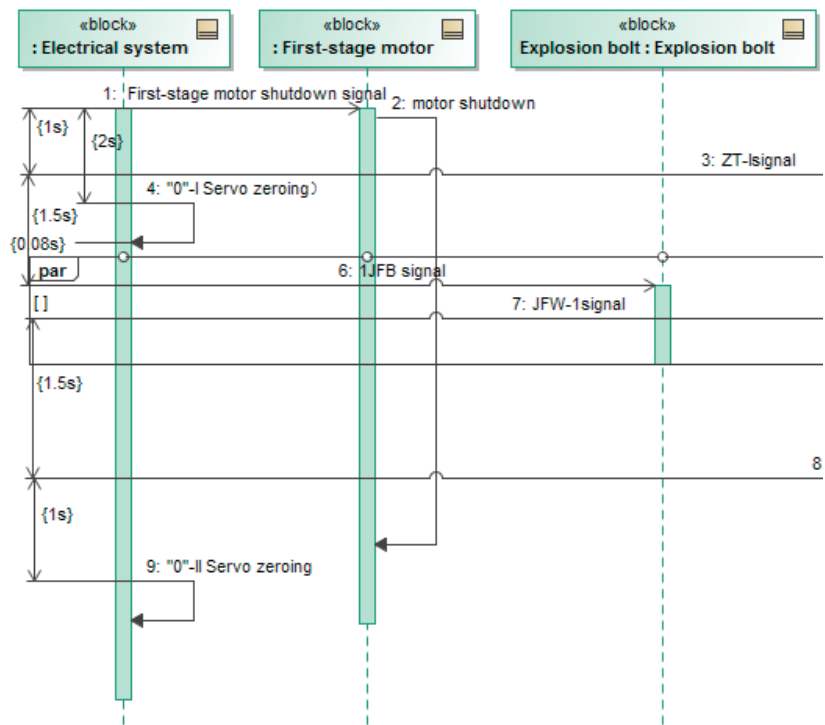 «block»
: Electrical system
«block»
: First-stage motor
«block»
Explosion bolt : Explosion bolt
1: First-stage motor shutdown signal
2: motor shutdown
{1s}
{2s}
3: ZT-Isignal
4: "0"-I Servo zeroing）
{1.5s}
{0.08s}
par
6: 1JFB signal
[ ]
7: JFW-1signal
{1.5s}
8
{1s}
9: "0"-II Servo zeroing